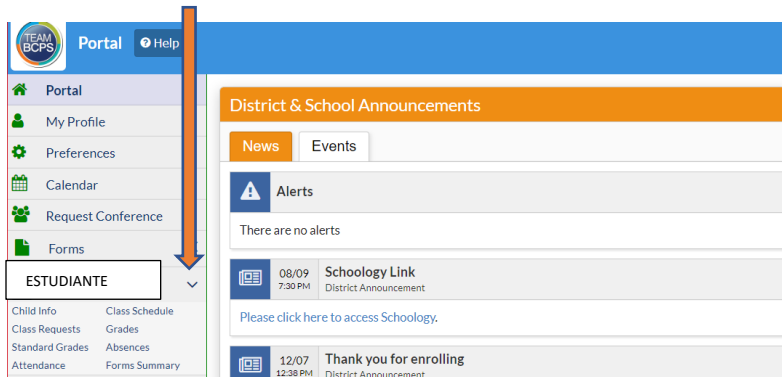 TEAM
BCPS
Portal
Help
Portal
My Profile
Preferences
Calendar
Request Conference
Forms
ESTUDIANTE
Child Info Class Schedule
Class Requests Grades
Standard Grades Absences
Attendance Forms Summary
District & School Announcements
News Events
Alerts
There are no alerts
08/09 Schoology Link
7:30 PM District Announcement
Please click here to access Schoology.
12/07 Thank you for enrolling
12:38 PM District Announcement